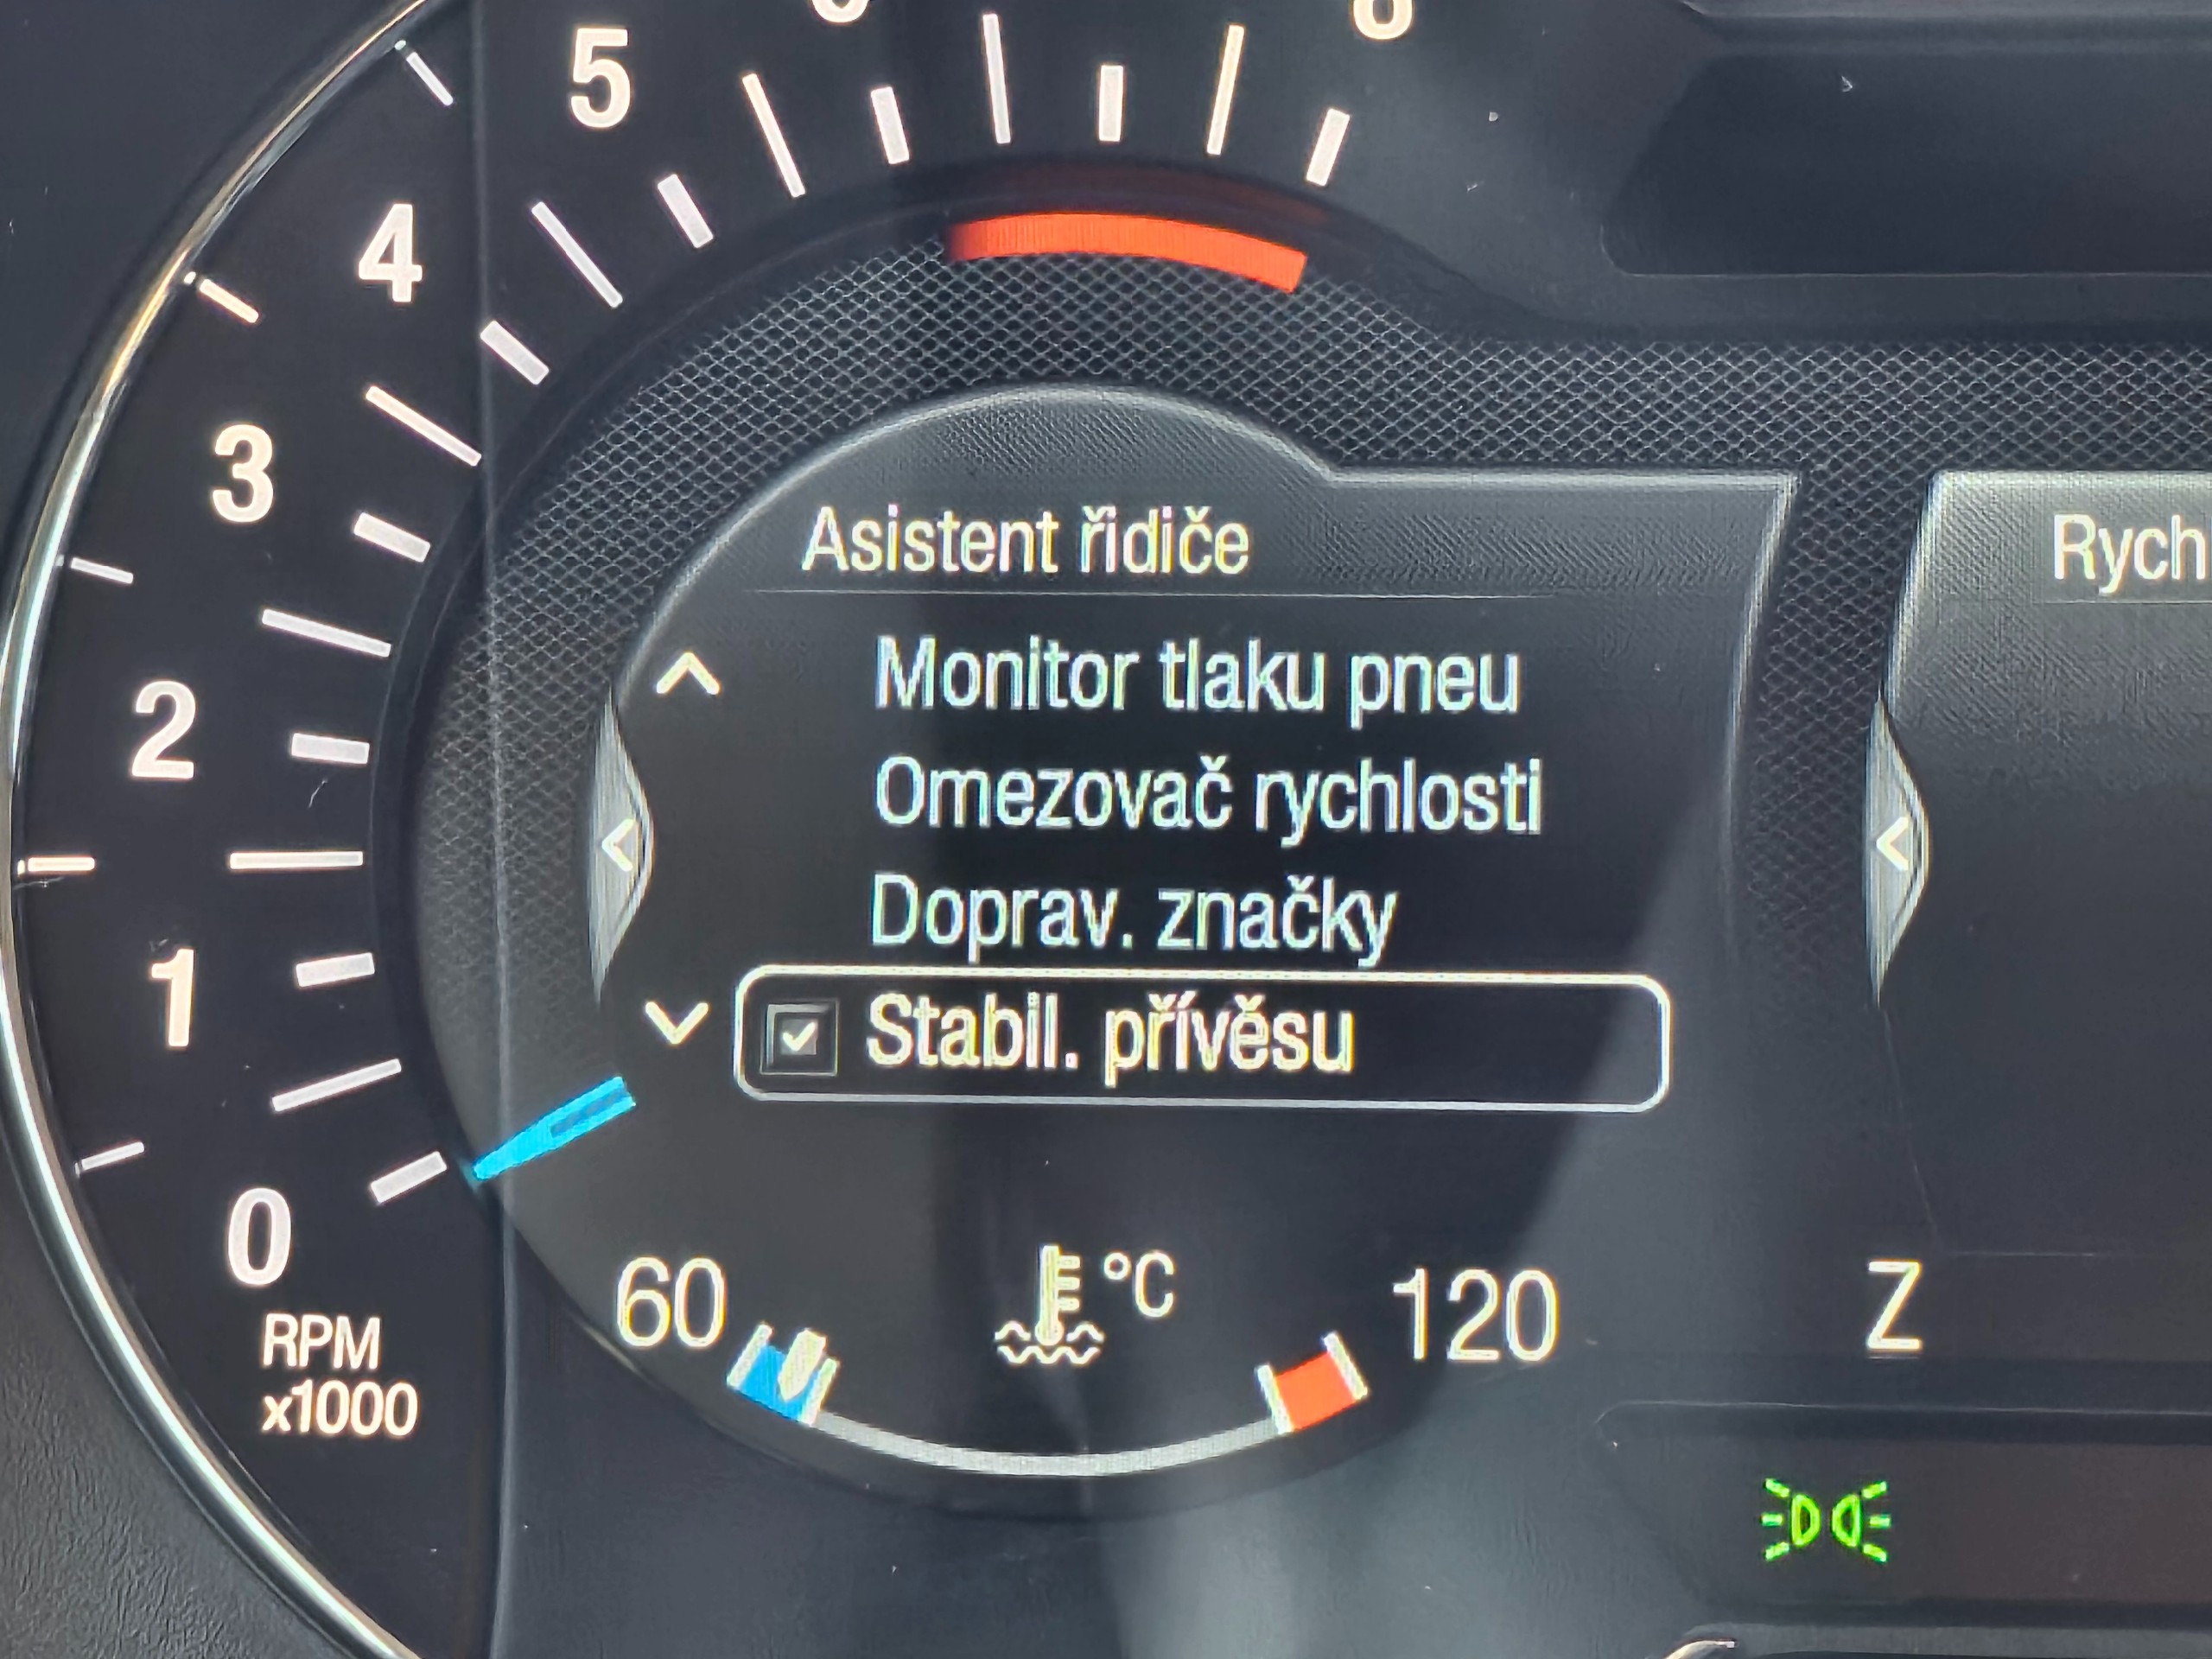 5
4
3
2
1
0
RPM
x1000
Asistent řidiče
Monitor tlaku pneu
Omezovač rychlosti
Doprav. značky
Stabil. přívěsu
60
°C
120
Rych
Z